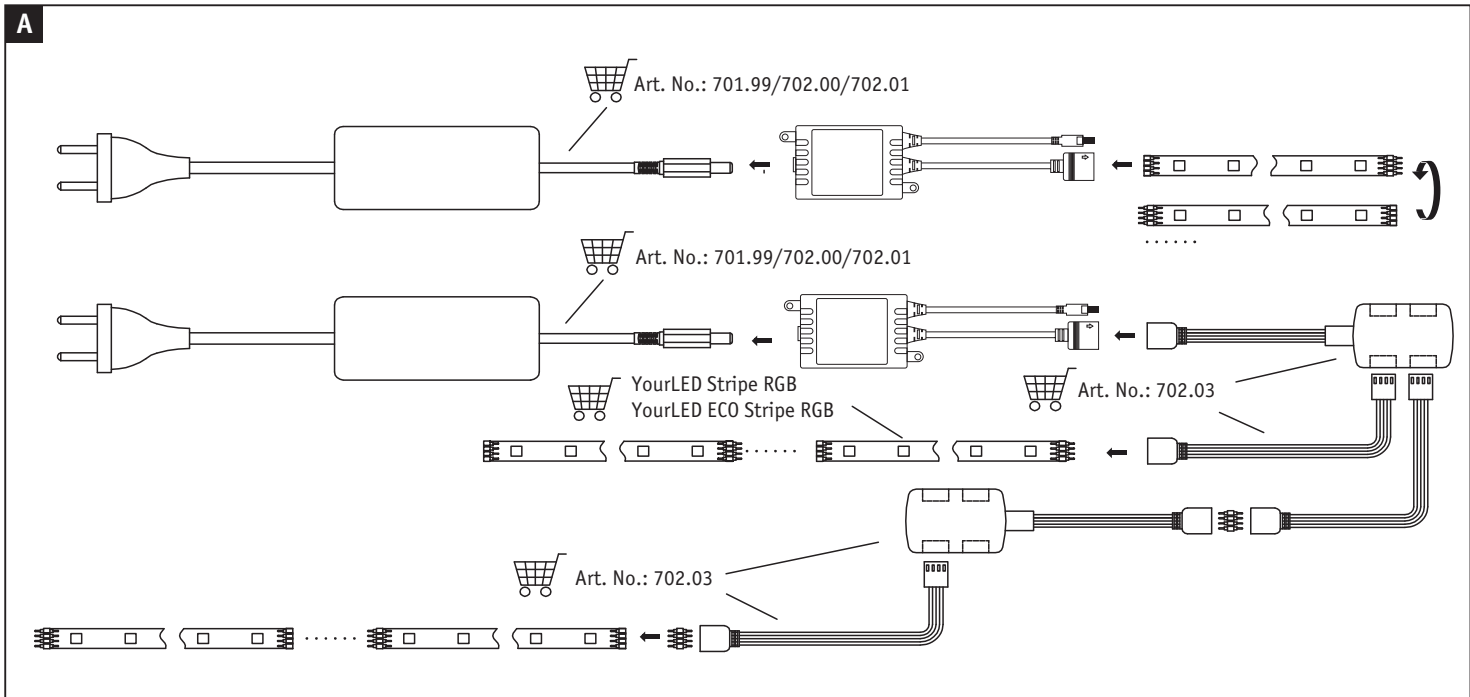 A
Art. No.: 701.99/702.00/702.01
Art. No.: 701.99/702.00/702.01
YourLED Stripe RGB
YourLED ECO Stripe RGB
Art. No.: 702.03
Art. No.: 702.03